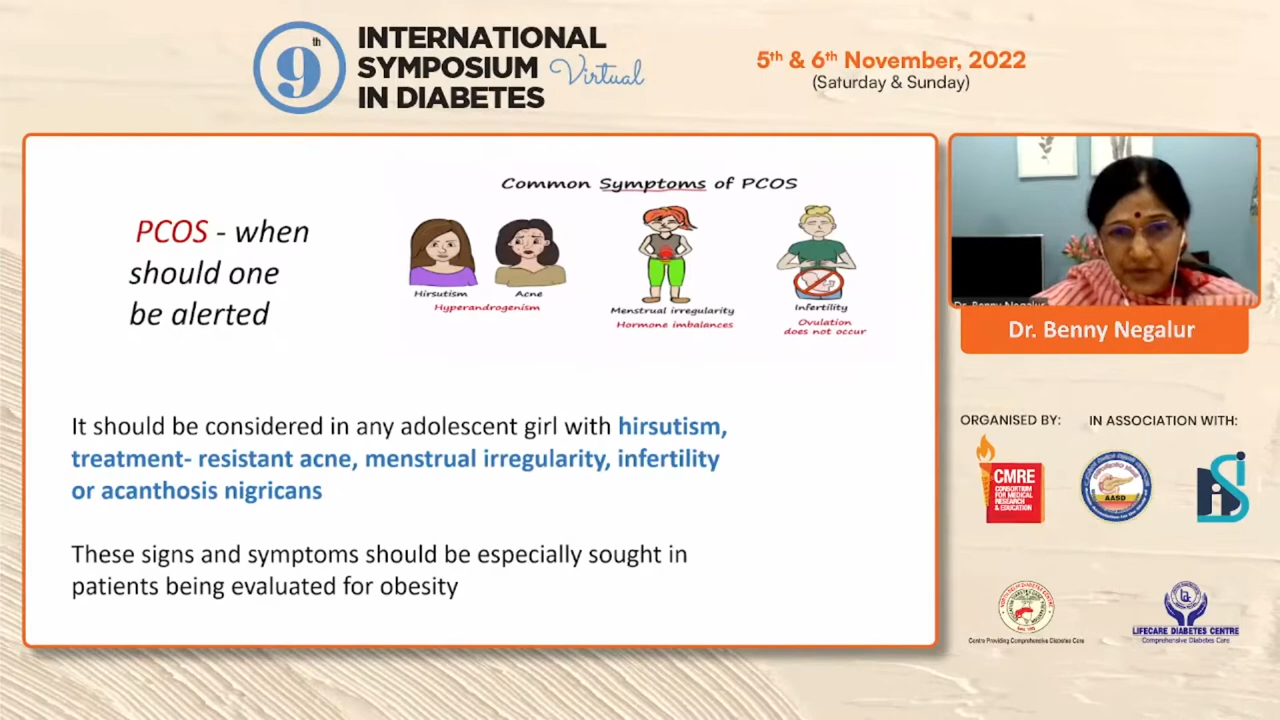 9th
INTERNATIONAL
SYMPOSIUM Virtual
IN DIABETES
5th & 6th November, 2022
(Saturday & Sunday)
PCOS - when
should one
be alerted
Common Symptoms of PCOS
Hirsutism
Acne
Hyperandrogenism
Menstrual irregularity
Hormone imbalances
Infertility
Ovulation
does not occur
It should be considered in any adolescent girl with hirsutism,
treatment- resistant acne, menstrual irregularity, infertility
or acanthosis nigricans
These signs and symptoms should be especially sought in
patients being evaluated for obesity
Dr. Benny Negalur
Dr. Benny Negalur
ORGANISED BY:
IN ASSOCIATION WITH:
CMRE
CONSORTIUM
FOR MEDICAL
RESEARCH
& EDUCATION
AASD
Centre Providing Comprehensive Diabetes Care
LIFECARE DIABETES CENTRE
Comprehensive Diabetes Care